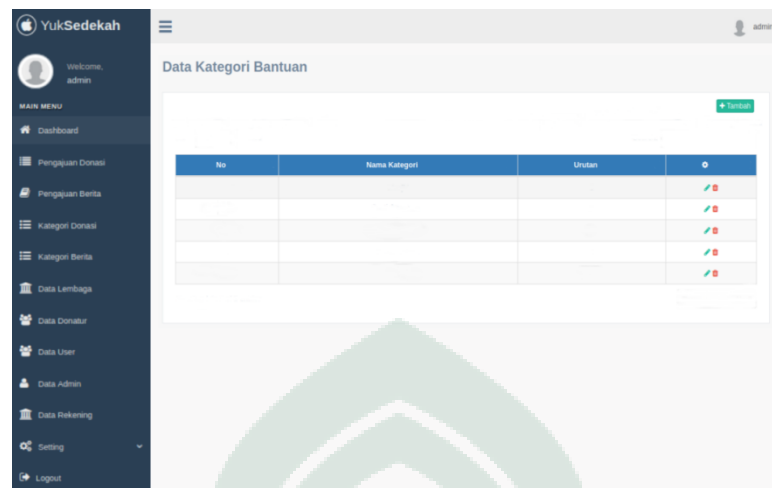 YukSedekah
admin
Welcome,
admin
Data Kategori Bantuan
MAIN MENU
Tambah
Dashboard
Pengajuan Donasi
No Nama Kategori Urutan
Pengajuan Berita
Kategori Donasi
Kategori Berita
Data Lembaga
Data Donatur
Data User
Data Admin
Data Rekening
Setting
Logout